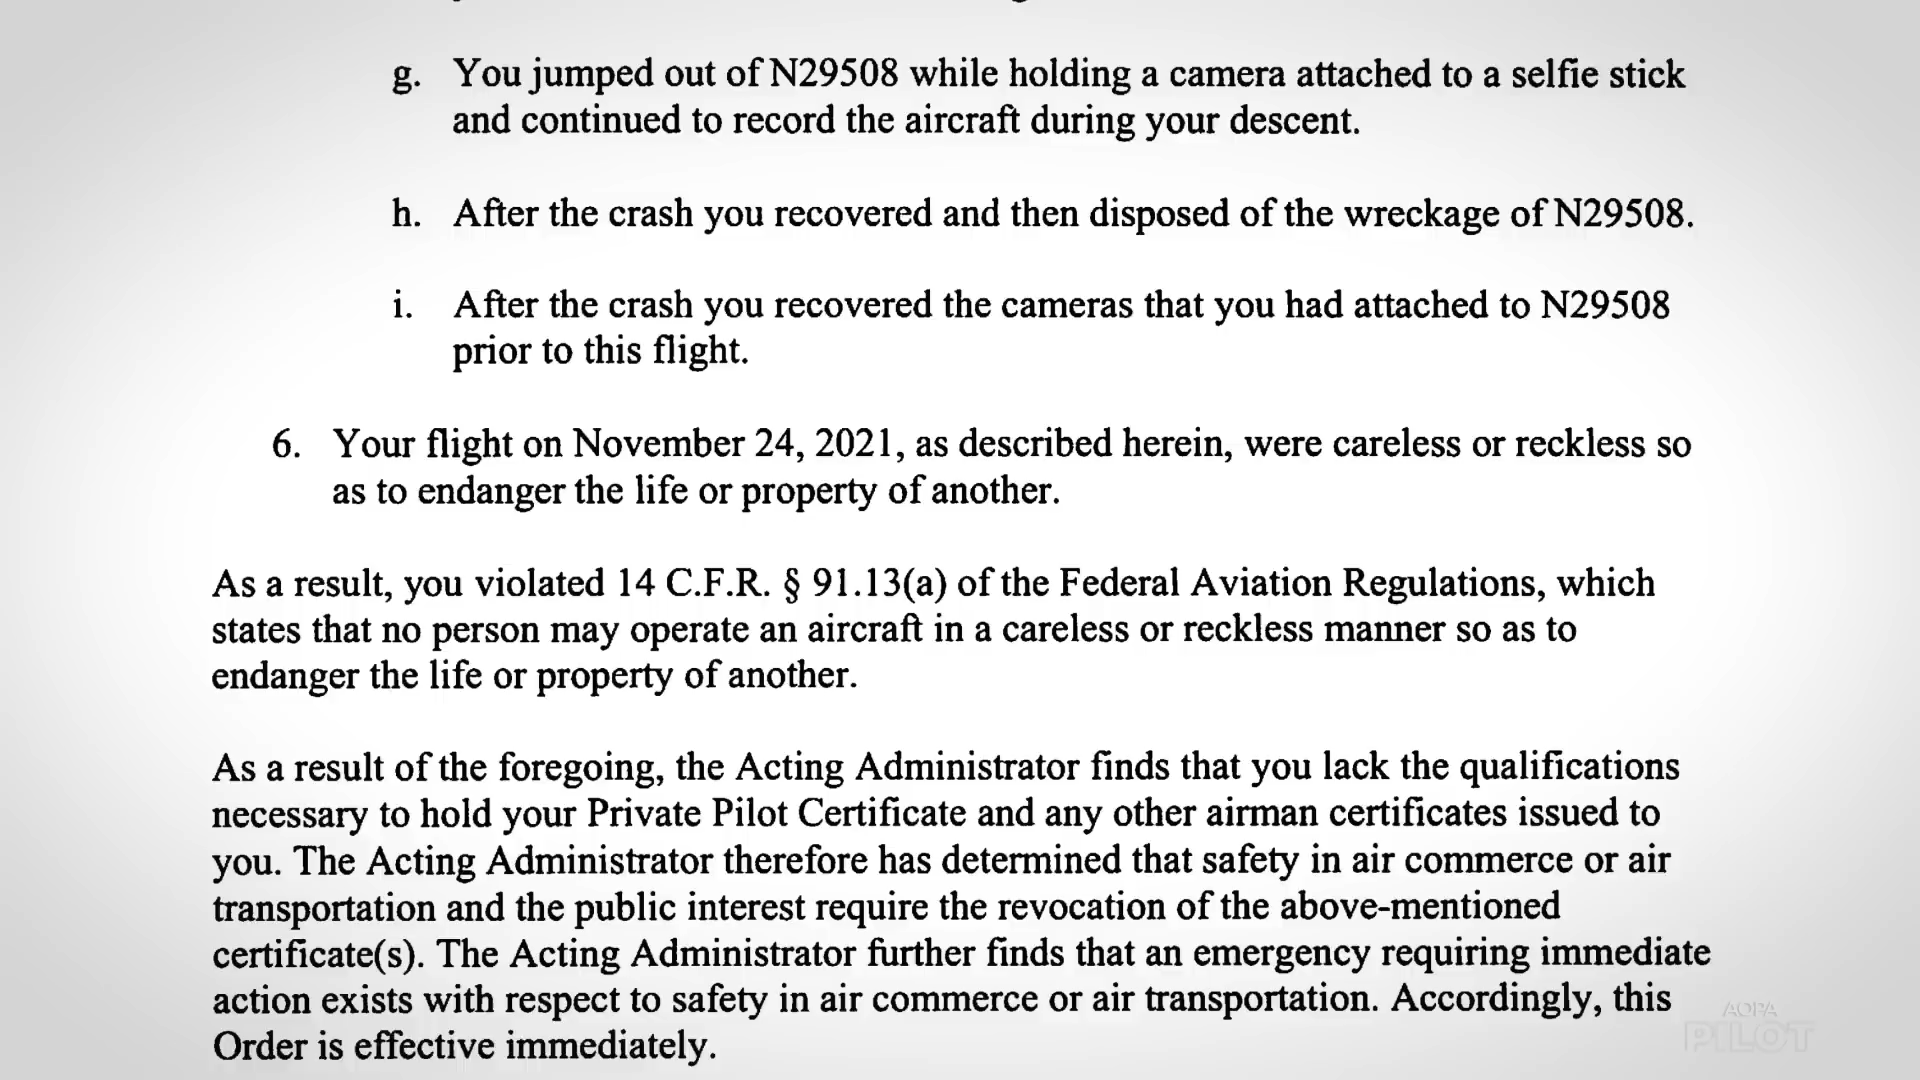 g. You jumped out of N29508 while holding a camera attached to a selfie stick
and continued to record the aircraft during your descent.
h. After the crash you recovered and then disposed of the wreckage of N29508.
i. After the crash you recovered the cameras that you had attached to N29508
prior to this flight.
6. Your flight on November 24, 2021, as described herein, were careless or reckless so
as to endanger the life or property of another.
As a result, you violated 14 C.F.R. § 91.13(a) of the Federal Aviation Regulations, which
states that no person may operate an aircraft in a careless or reckless manner so as to
endanger the life or property of another.
As a result of the foregoing, the Acting Administrator finds that you lack the qualifications
necessary to hold your Private Pilot Certificate and any other airman certificates issued to
you. The Acting Administrator therefore has determined that safety in air commerce or air
transportation and the public interest require the revocation of the above-mentioned
certificate(s). The Acting Administrator further finds that an emergency requiring immediate
action exists with respect to safety in air commerce or air transportation. Accordingly, this
Order is effective immediately.
AOPA
PILOT